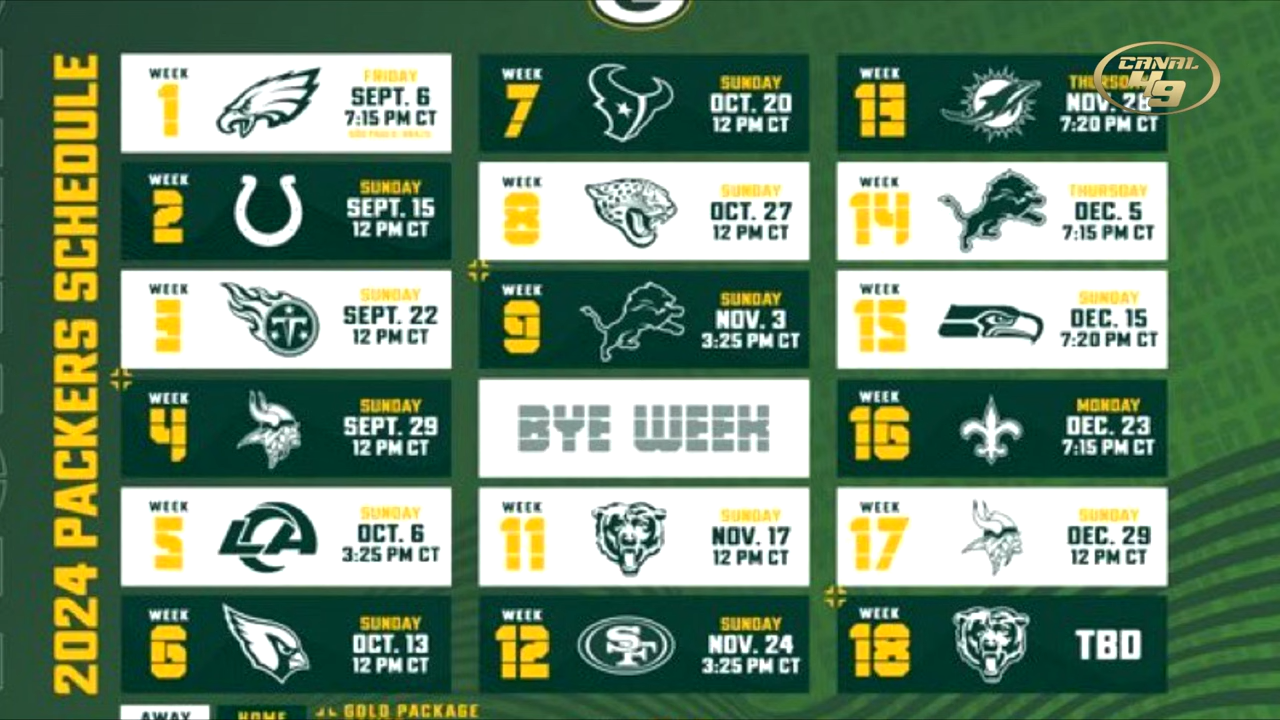 2024 PACKERS SCHEDULE
WEEK
1
FRIDAY
SEPT. 6
7:15 PM CT
SÃO PAULO, BRAZIL
WEEK
2
SUNDAY
SEPT. 15
12 PM CT
WEEK
3
SUNDAY
SEPT. 22
12 PM CT
WEEK
4
SUNDAY
SEPT. 29
12 PM CT
WEEK
5
LA
SUNDAY
OCT. 6
3:25 PM CT
WEEK
6
SUNDAY
OCT. 13
12 PM CT
WEEK
7
SUNDAY
OCT. 20
12 PM CT
WEEK
8
SUNDAY
OCT. 27
12 PM CT
WEEK
9
SUNDAY
NOV. 3
3:25 PM CT
BYE WEEK
WEEK
11
SUNDAY
NOV. 17
12 PM CT
WEEK
12
SF
SUNDAY
NOV. 24
3:25 PM CT
WEEK
13
THURSDAY
NOV. 28
7:20 PM CT
CANAL
49
WEEK
14
THURSDAY
DEC. 5
7:15 PM CT
WEEK
15
SUNDAY
DEC. 15
7:20 PM CT
WEEK
16
MONDAY
DEC. 23
7:15 PM CT
WEEK
17
SUNDAY
DEC. 29
12 PM CT
WEEK
18
TBD
AWAY
HOME
GOLD PACKAGE